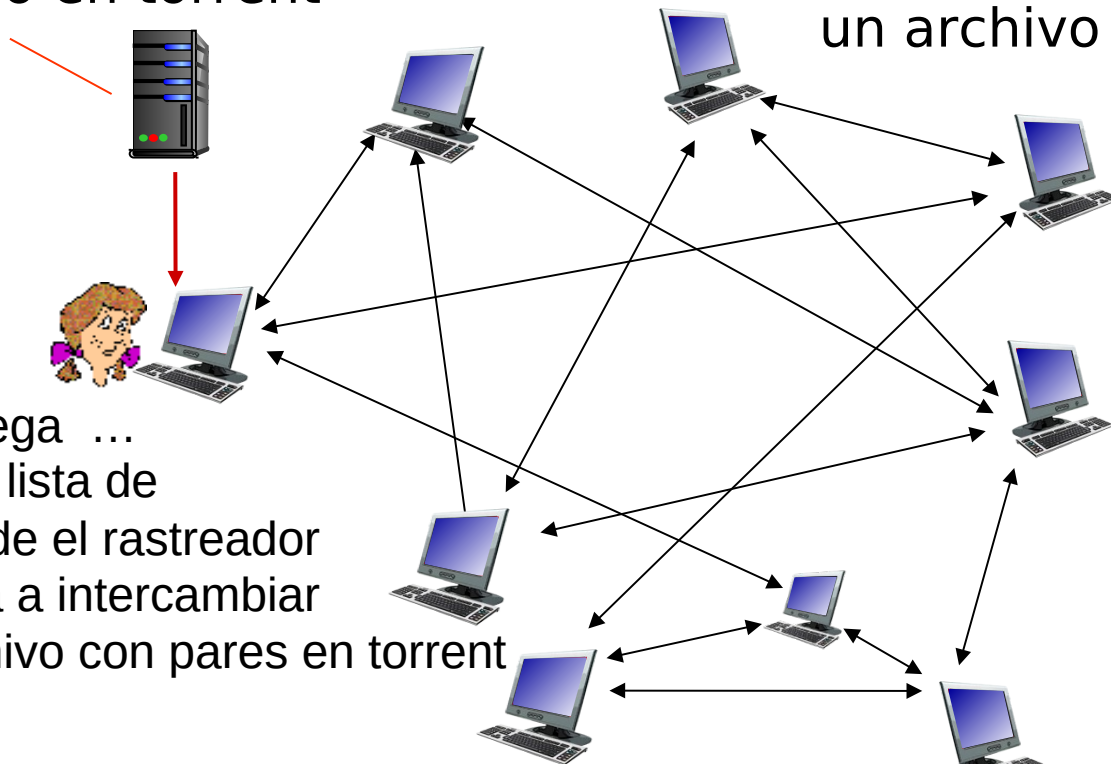 o en torrent
un archivo
ega …
lista de
de el rastreador
a intercambiar
ivo con pares en torrent